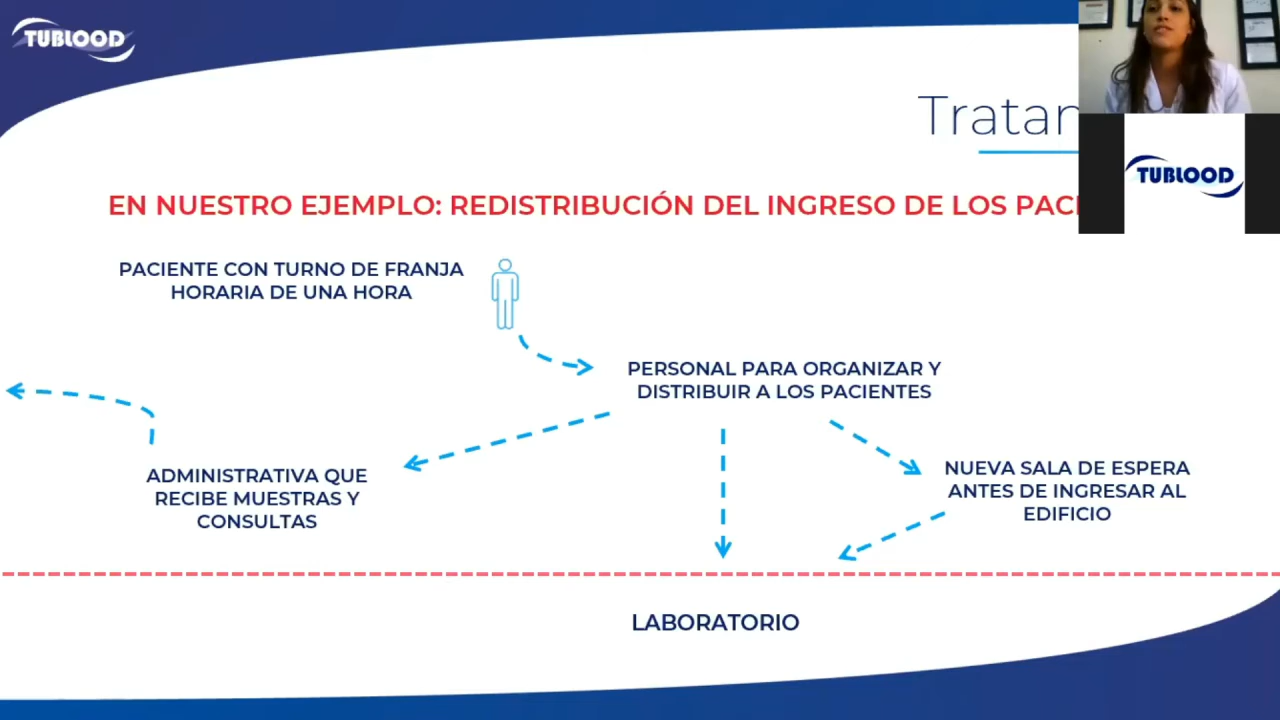 TUBLOOD
TUBLOOD
EN NUESTRO EJEMPLO: REDISTRIBUCIÓN DEL INGRESO DE LOS
PACIENTE CON TURNO DE FRANJA
HORARIA DE UNA HORA
PERSONAL PARA ORGANIZAR Y
DISTRIBUIR A LOS PACIENTES
ADMINISTRATIVA QUE
RECIBE MUESTRAS Y
CONSULTAS
NUEVA SALA DE ESPERA
ANTES DE INGRESAR AL
EDIFICIO
LABORATORIO